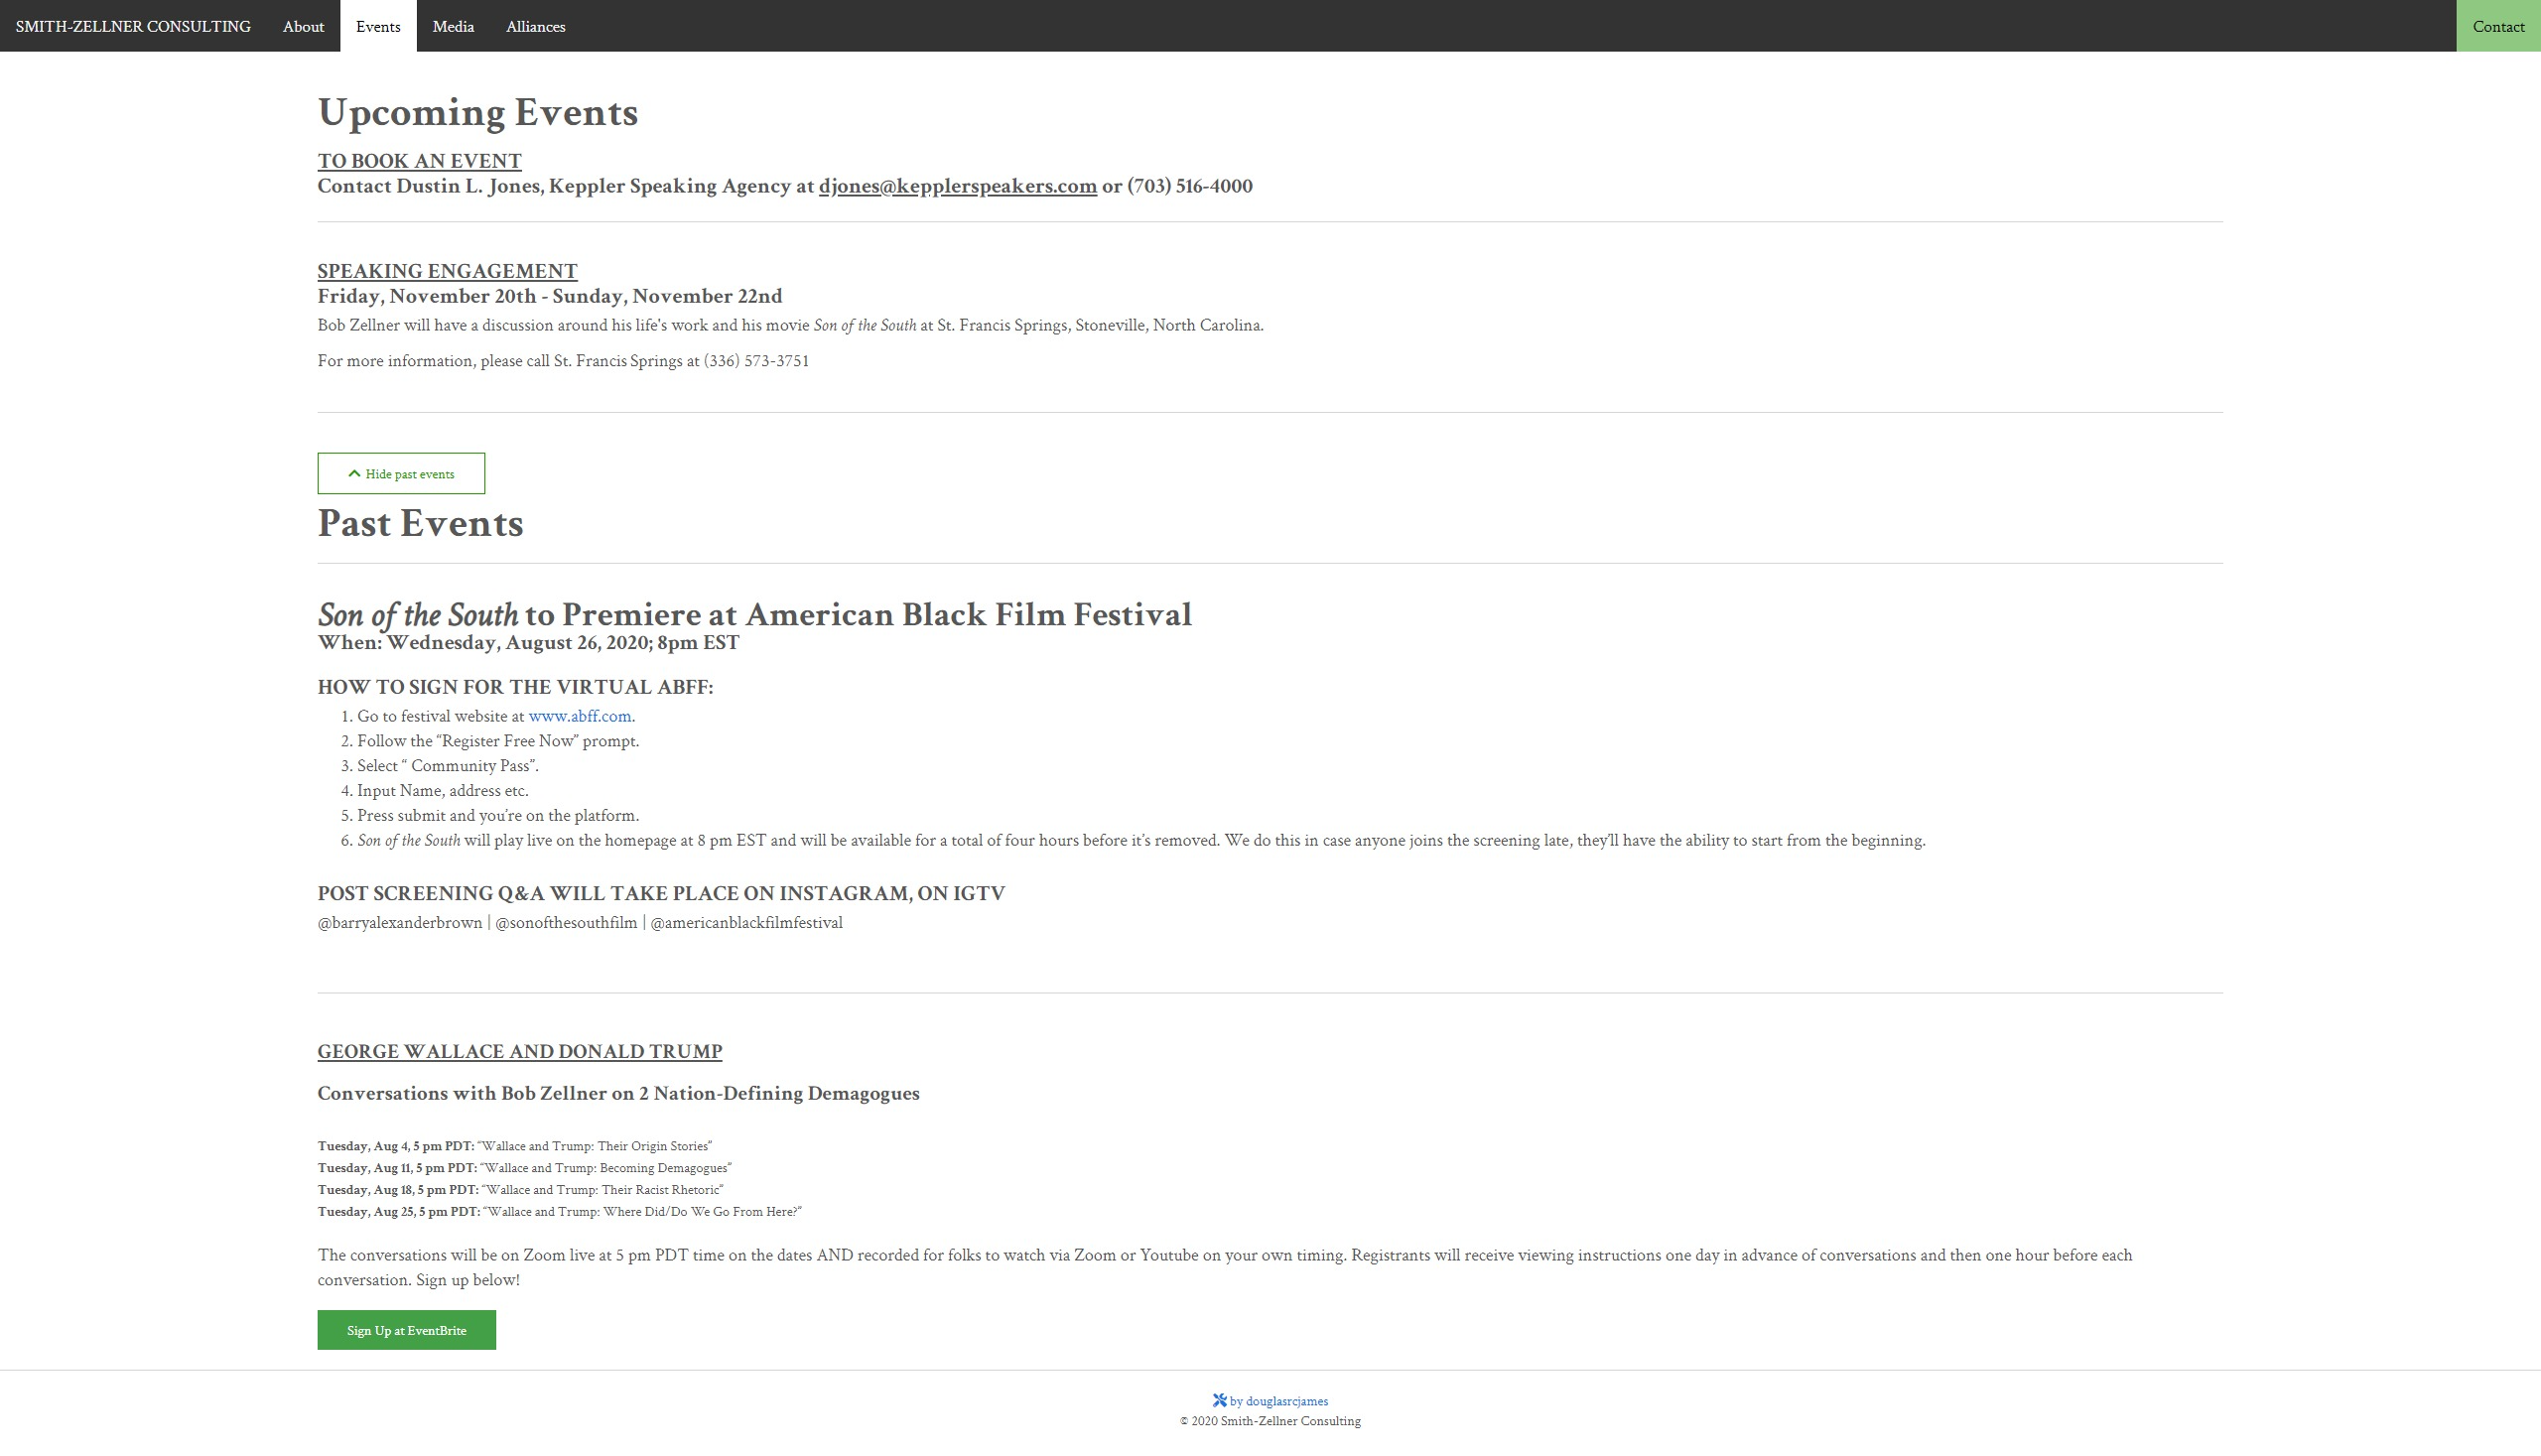 SMITH-ZELLNER CONSULTING About Events Media Alliances Contact
Upcoming Events
TO BOOK AN EVENT
Contact Dustin L. Jones, Keppler Speaking Agency at djones@kepplerspeakers.com or (703) 516-4000
SPEAKING ENGAGEMENT
Friday, November 20th - Sunday, November 22nd
Bob Zellner will have a discussion around his life's work and his movie Son of the South at St. Francis Springs, Stoneville, North Carolina.
For more information, please call St. Francis Springs at (336) 573-3751
Hide past events
Past Events
Son of the South to Premiere at American Black Film Festival
When: Wednesday, August 26, 2020; 8pm EST
HOW TO SIGN FOR THE VIRTUAL ABFF:
1. Go to festival website at www.abff.com.
2. Follow the “Register Free Now” prompt.
3. Select “ Community Pass”.
4. Input Name, address etc.
5. Press submit and you’re on the platform.
6. Son of the South will play live on the homepage at 8 pm EST and will be available for a total of four hours before it’s removed. We do this in case anyone joins the screening late, they’ll have the ability to start from the beginning.
POST SCREENING Q&A WILL TAKE PLACE ON INSTAGRAM, ON IGTV
@barryalexanderbrown | @sonofthesouthfilm | @americanblackfilmfestival
GEORGE WALLACE AND DONALD TRUMP
Conversations with Bob Zellner on 2 Nation-Defining Demagogues
Tuesday, Aug 4, 5 pm PDT: “Wallace and Trump: Their Origin Stories”
Tuesday, Aug 11, 5 pm PDT: “Wallace and Trump: Becoming Demagogues”
Tuesday, Aug 18, 5 pm PDT: “Wallace and Trump: Their Racist Rhetoric”
Tuesday, Aug 25, 5 pm PDT: “Wallace and Trump: Where Did/Do We Go From Here?”
The conversations will be on Zoom live at 5 pm PDT time on the dates AND recorded for folks to watch via Zoom or Youtube on your own timing. Registrants will receive viewing instructions one day in advance of conversations and then one hour before each
conversation. Sign up below!
Sign Up at EventBrite
by douglasrcjames
© 2020 Smith-Zellner Consulting